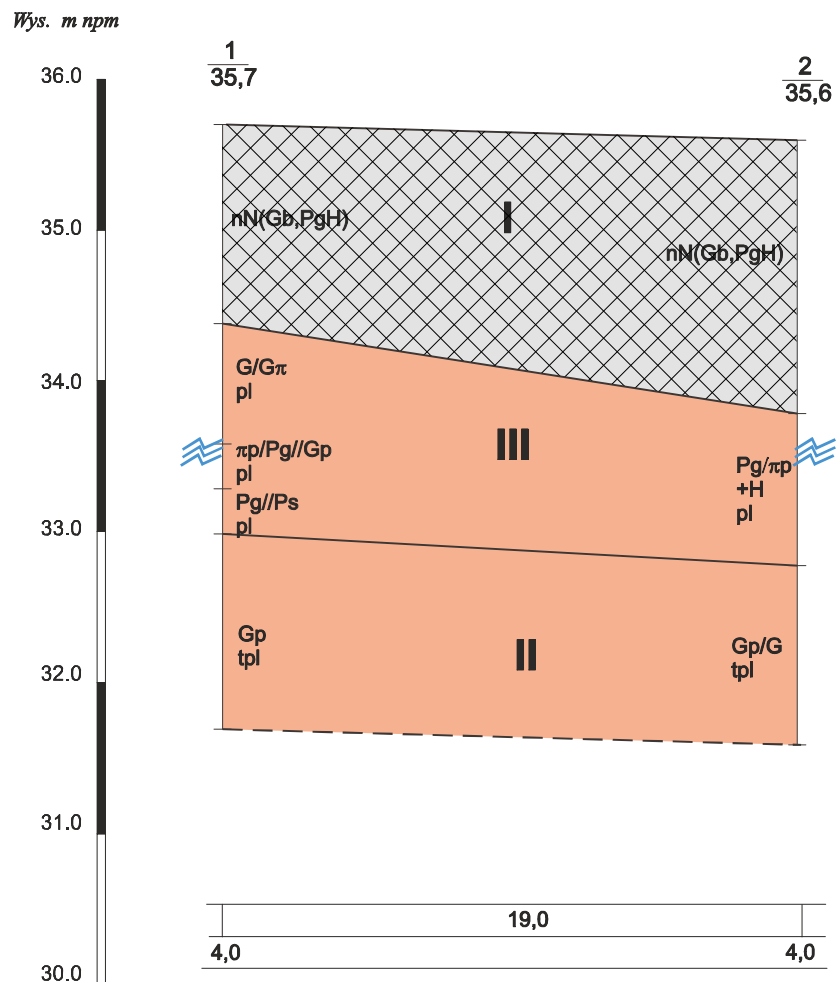 Wys. m npm
36.0
35.0
34.0
33.0
32.0
31.0
30.0
1
35,7
2
35,6
I
nN(Gb,PgH)
nN(Gb,PgH)
G/Gπ
pl
III
πp/Pg//Gp
pl
Pg/πp
+H
pl
Pg//Ps
pl
Gp
tpl
II
Gp/G
tpl
19,0
4,0
4,0